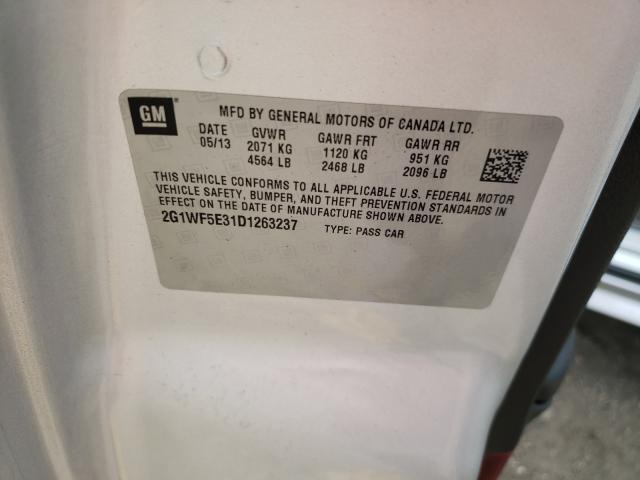 GM
MFD BY GENERAL MOTORS OF CANADA LTD.
DATE GVWR GAWR FRT GAWR RR
05/13 2071 KG 1120 KG 951 KG
4564 LB 2468 LB 2096 LB
THIS VEHICLE CONFORMS TO ALL APPLICABLE U.S. FEDERAL MOTOR
VEHICLE SAFETY, BUMPER, AND THEFT PREVENTION STANDARDS IN
EFFECT ON THE DATE OF MANUFACTURE SHOWN ABOVE.
2G1WF5E31D1263237 TYPE: PASS CAR